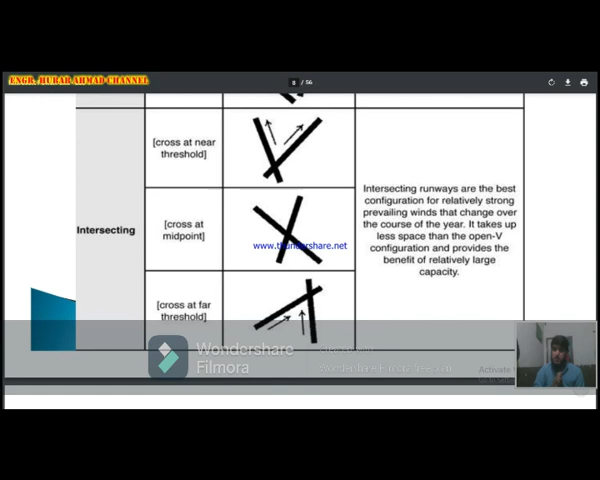 ENGR. HURAR AHMAD CHANNEL
8 / 56
[cross at near
threshold]
Intersecting
[cross at
midpoint]
www.thundershare.net
[cross at far
threshold]
Intersecting runways are the best
configuration for relatively strong
prevailing winds that change over
the course of the year. It takes up
less space than the open-V
configuration and provides the
benefit of relatively large
capacity.
Wondershare
Filmora
Activate